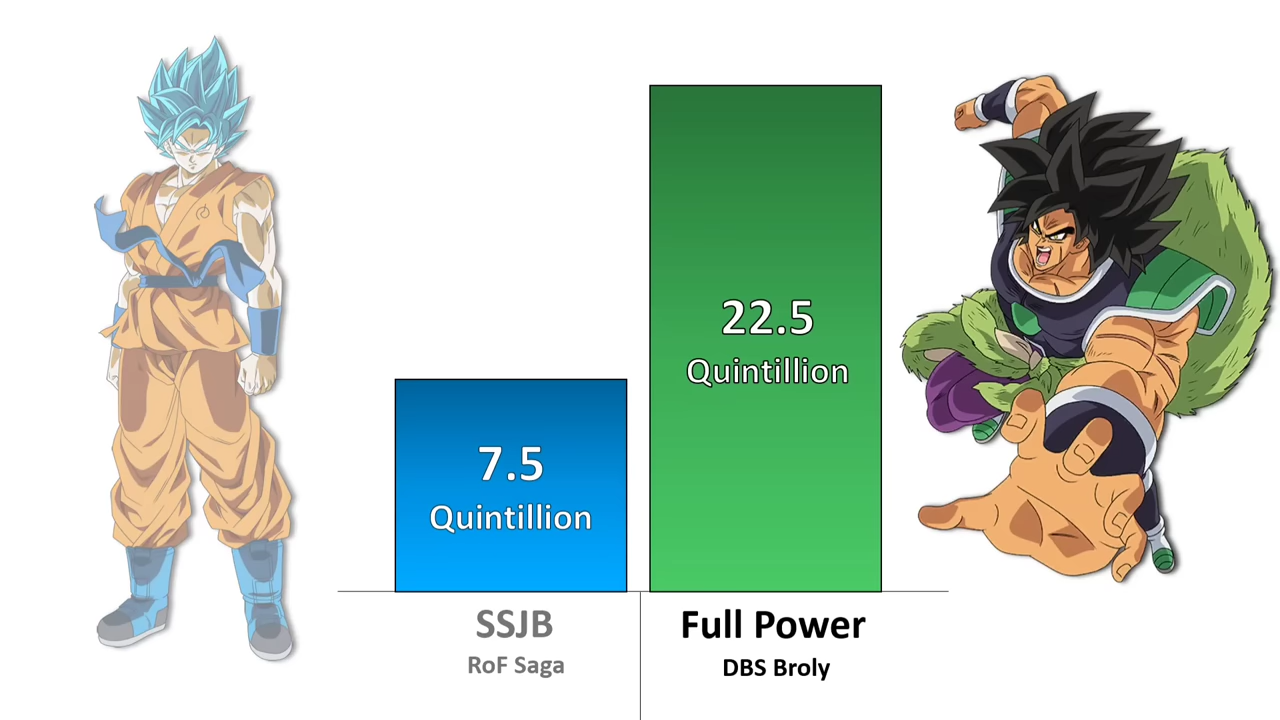 7.5
Quintillion
22.5
Quintillion
SSJB
RoF Saga
Full Power
DBS Broly